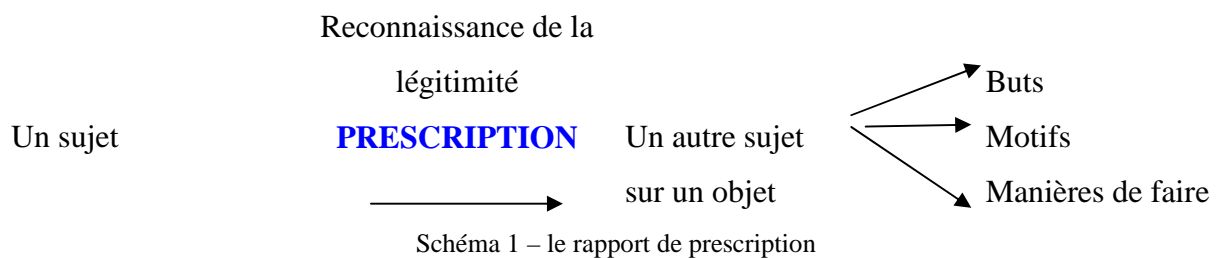 Reconnaissance de la
légitimité
Buts
Un sujet PRESCRIPTION Un autre sujet Motifs
sur un objet Manières de faire
Schéma 1 – le rapport de prescription